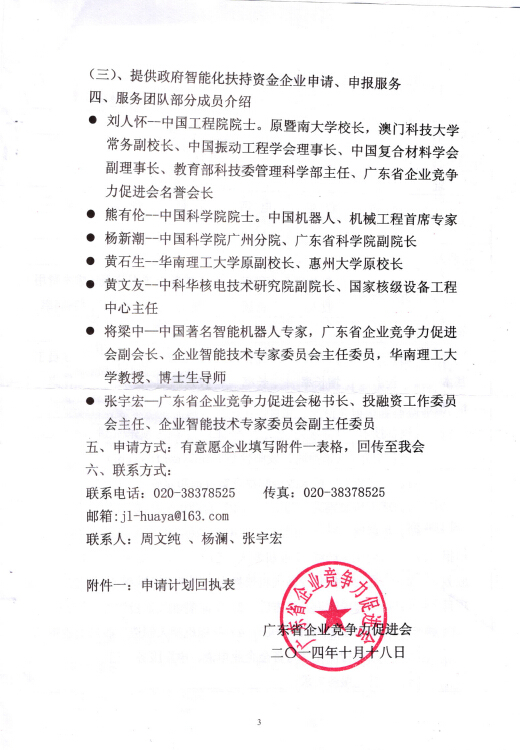 （三）、提供政府智能化扶持资金企业申请、申报服务
四、服务团队部分成员介绍
● 刘人怀--中国工程院院士。原暨南大学校长，澳门科技大学
常务副校长、中国振动工程学会理事长、中国复合材料学会
副理事长、教育部科技委管理科学部主任、广东省企业竞争
力促进会名誉会长
● 熊有伦--中国科学院院士。中国机器人、机械工程首席专家
● 杨新潮--中国科学院广州分院、广东省科学院副院长
● 黄石生--华南理工大学原副校长、惠州大学原校长
● 黄文友--中科华核电技术研究院副院长、国家核级设备工程
中心主任
● 将梁中—中国著名智能机器人专家，广东省企业竞争力促进
会副会长、企业智能技术专家委员会主任委员，华南理工大
学教授、博士生导师
● 张宇宏—广东省企业竞争力促进会秘书长、投融资工作委员
会主任、企业智能技术专家委员会副主任委员
五、申请方式：有意愿企业填写附件一表格，回传至我会
六、联系方式：
联系电话：020-38378525 传真：020-38378525
邮箱:jl-huaya@163.com
联系人：周文纯 、杨澜、张宇宏
附件一：申请计划回执表
广东省企业竞争力促进会
广东省企业竞争力促进会
二〇一四年十月十八日
3